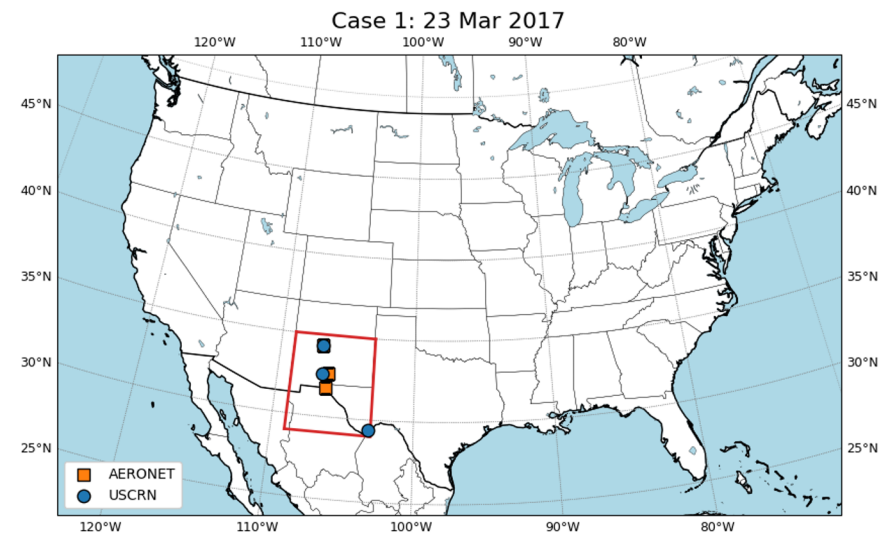 Case 1: 23 Mar 2017
120°W 110°W 100°W 90°W 80°W
45°N 45°N
40°N 40°N
35°N 35°N
30°N 30°N
25°N 25°N
AERONET
USCRN
120°W 110°W 100°W 90°W 80°W